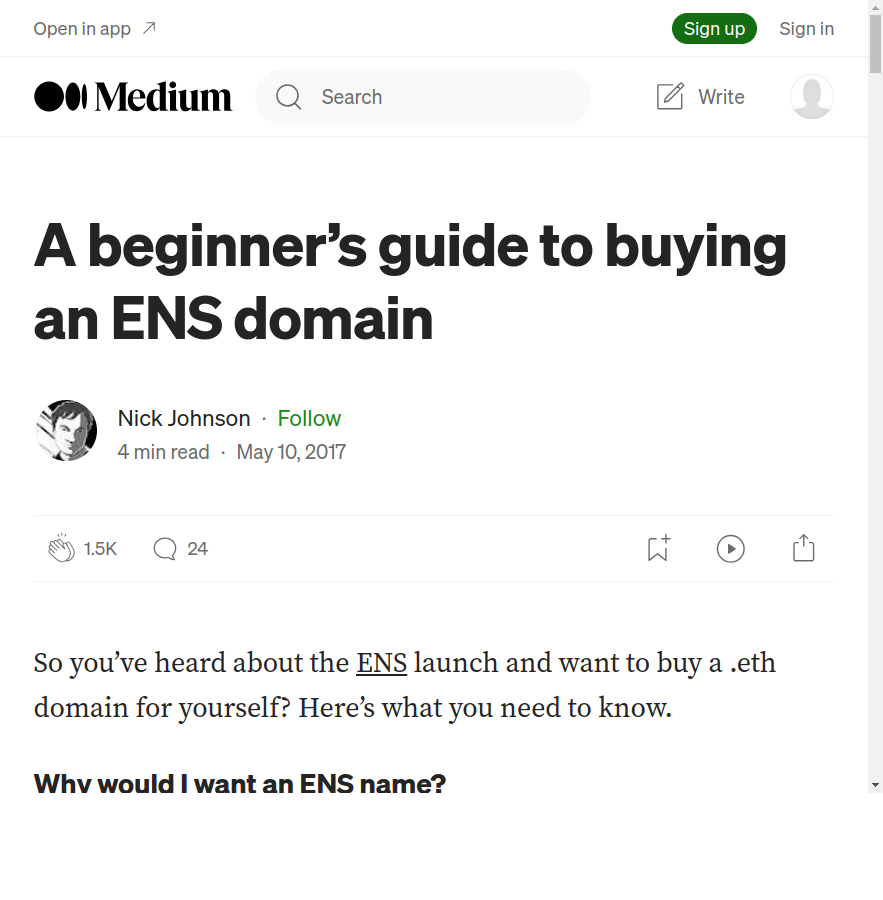 Open in app
Sign up
Sign in
Medium
Search
Write
A beginner’s guide to buying
an ENS domain
Nick Johnson · Follow
4 min read · May 10, 2017
1.5K
24
So you’ve heard about the ENS launch and want to buy a .eth
domain for yourself? Here’s what you need to know.
Why would I want an ENS name?